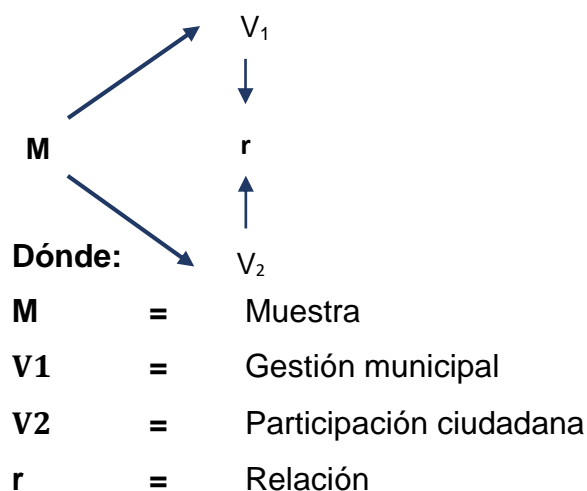 V₁
M r
Dónde: V₂
M = Muestra
V1 = Gestión municipal
V2 = Participación ciudadana
r = Relación